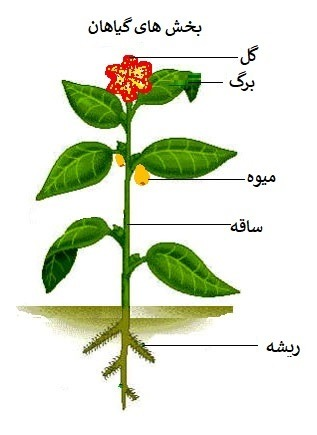 بخش های گیاهان
گل
برگ
میوه
ساقه
ریشه